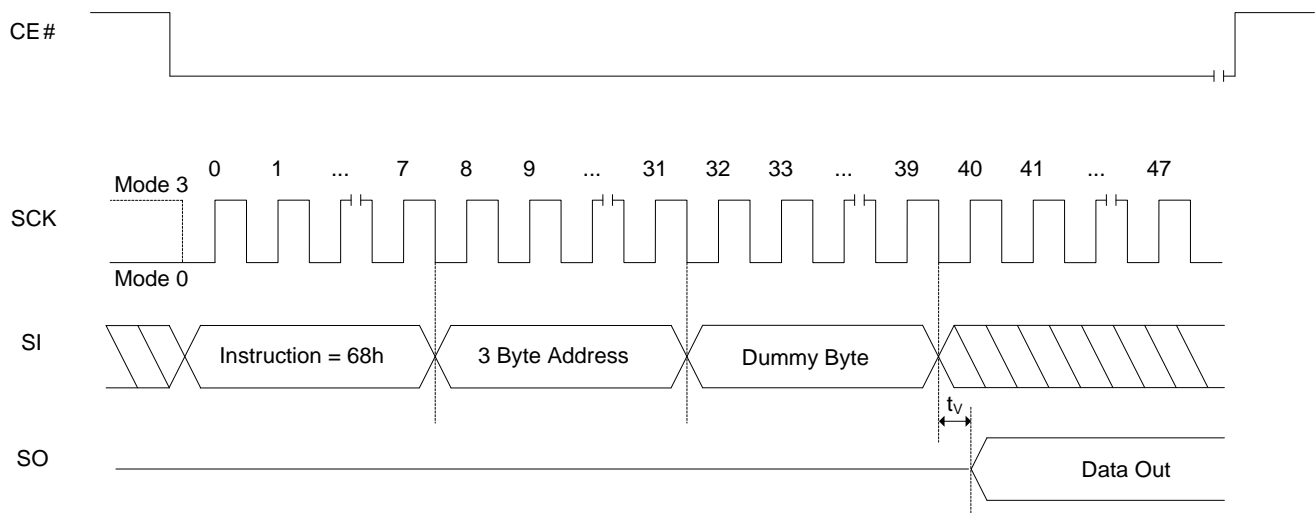 CE#
0 1 ... 7 8 9 ... 31 32 33 ... 39 40 41 ... 47
Mode 3
SCK
Mode 0
SI
Instruction = 68h
3 Byte Address
Dummy Byte
tV
SO
Data Out